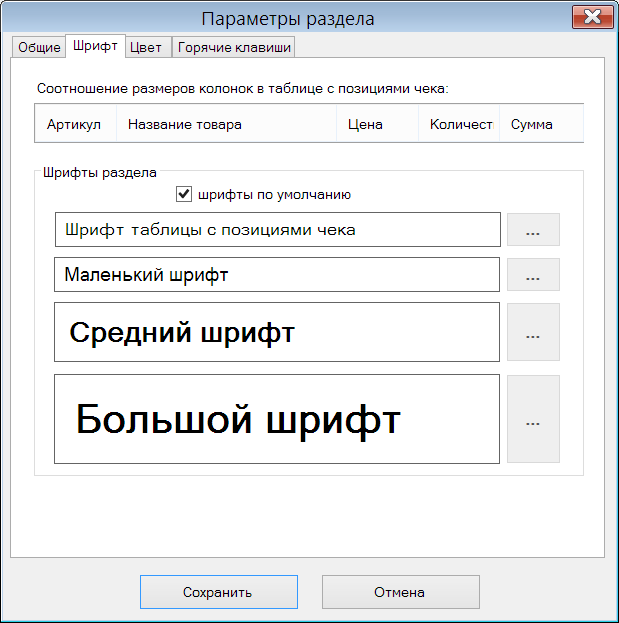 Параметры раздела
Общие Шрифт Цвет Горячие клавиши
Соотношение размеров колонок в таблице с позициями чека:
Артикул Название товара Цена Количест Сумма
Шрифты раздела
шрифты по умолчанию
Шрифт таблицы с позициями чека ...
Маленький шрифт ...
Средний шрифт ...
Большой шрифт ...
Сохранить Отмена